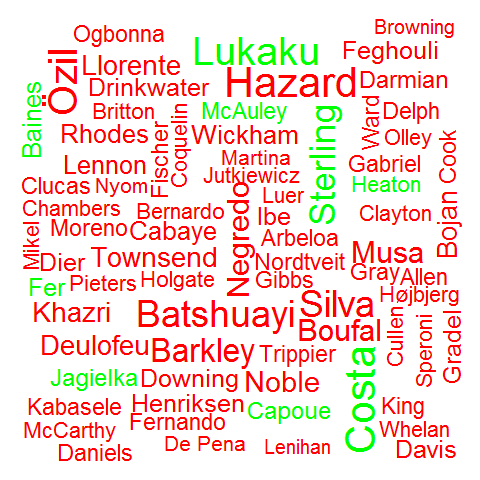 Browning
Ogbonna
Lukaku
Feghouli
Özil
Llorente
Hazard
Darmian
Drinkwater
Baines
Britton
McAuley
Sterling
Ward
Delph
Rhodes
Fischer
Coquelin
Wickham
Olley
Cook
Lennon
Martina
Gabriel
Jutkiewicz
Clucas
Nyom
Heaton
Luer
Chambers
Bernardo
Ibe
Clayton
Bojan
Moreno
Cabaye
Negredo
Arbeloa
Mikel
Dier
Townsend
Nordtveit
Musa
Gray
Allen
Fer
Pieters
Holgate
Gibbs
Højbjerg
Khazri
Batshuayi
Silva
Boufal
Cullen
Speroni
Gradel
Deulofeu
Barkley
Trippier
Costa
Jagielka
Downing
Noble
Kabasele
Henriksen
Capoue
King
McCarthy
Fernando
Whelan
Daniels
De Pena
Lenihan
Davis